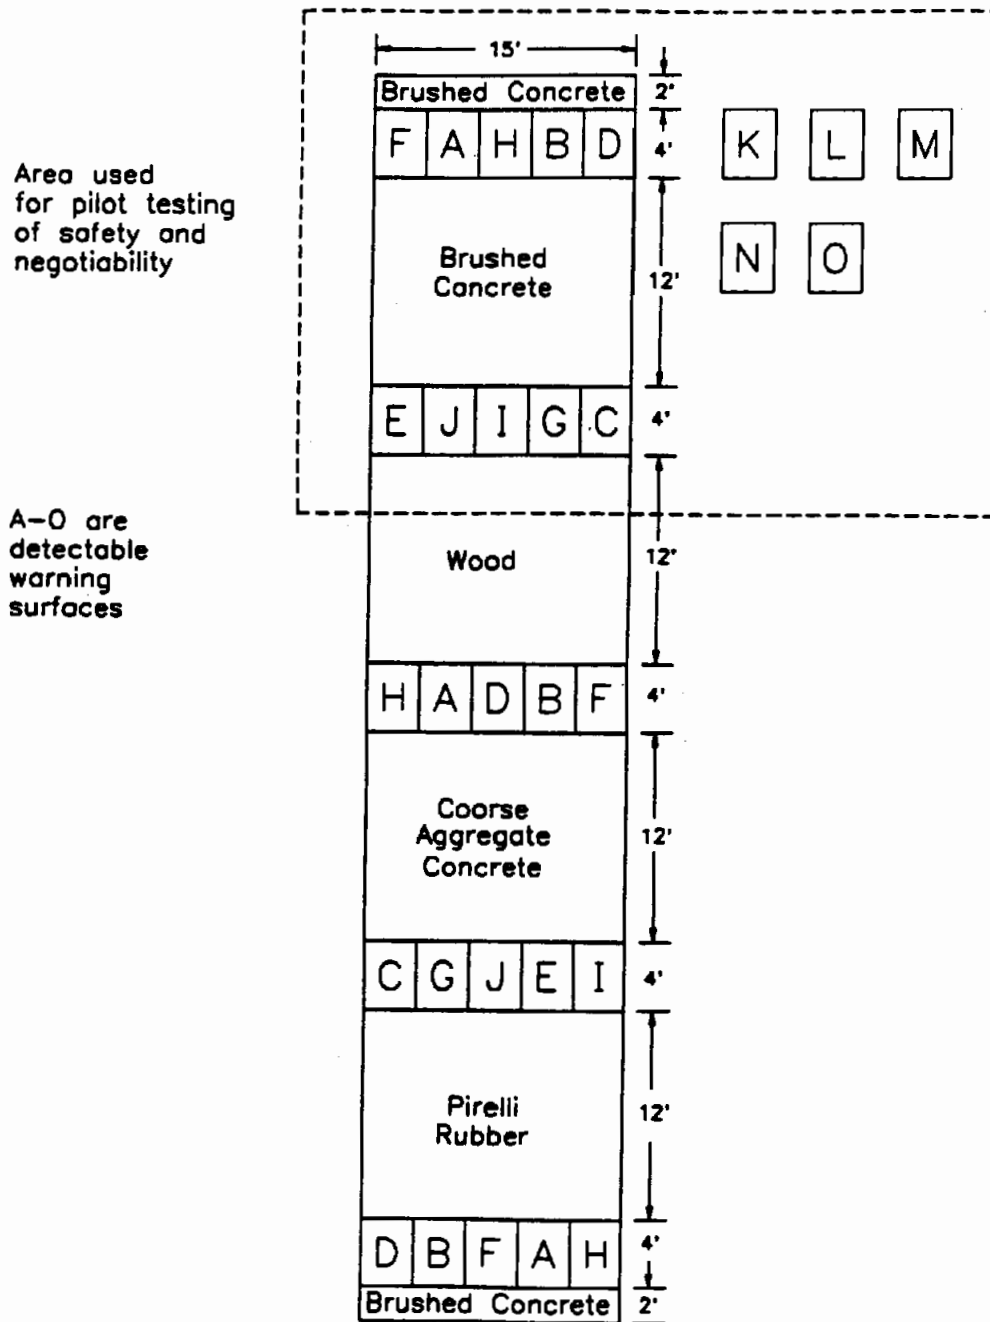 15'
Brushed Concrete 2'
F A H B D 4' K L M
Area used
for pilot testing
of safety and
negotiability
N O
Brushed
Concrete
12'
E J I G C 4'
A-O are
detectable
warning
surfaces
Wood 12'
H A D B F 4'
Coarse
Aggregate
Concrete
12'
C G J E I 4'
Pirelli
Rubber
12'
D B F A H 4'
Brushed Concrete 2'